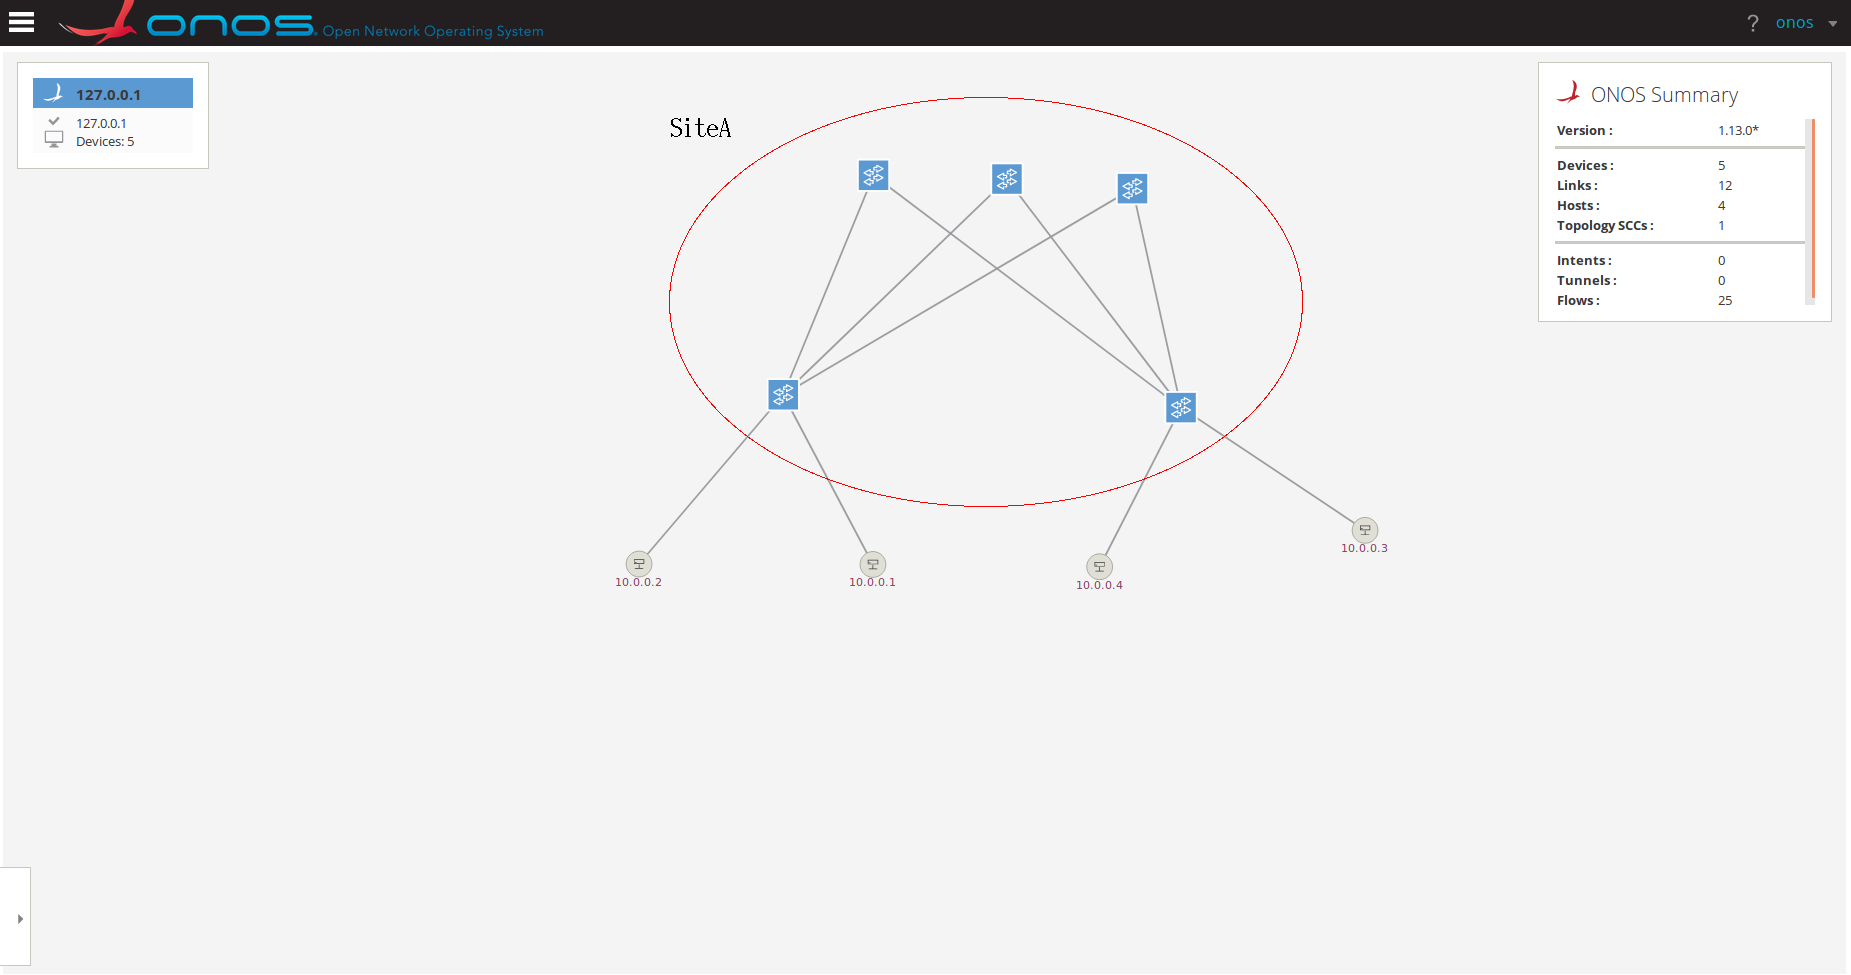 onos Open Network Operating System
? onos
127.0.0.1
127.0.0.1
Devices: 5
SiteA
10.0.0.2
10.0.0.1
10.0.0.4
10.0.0.3
ONOS Summary
Version : 1.13.0*
Devices : 5
Links : 12
Hosts : 4
Topology SCCs : 1
Intents : 0
Tunnels : 0
Flows : 25